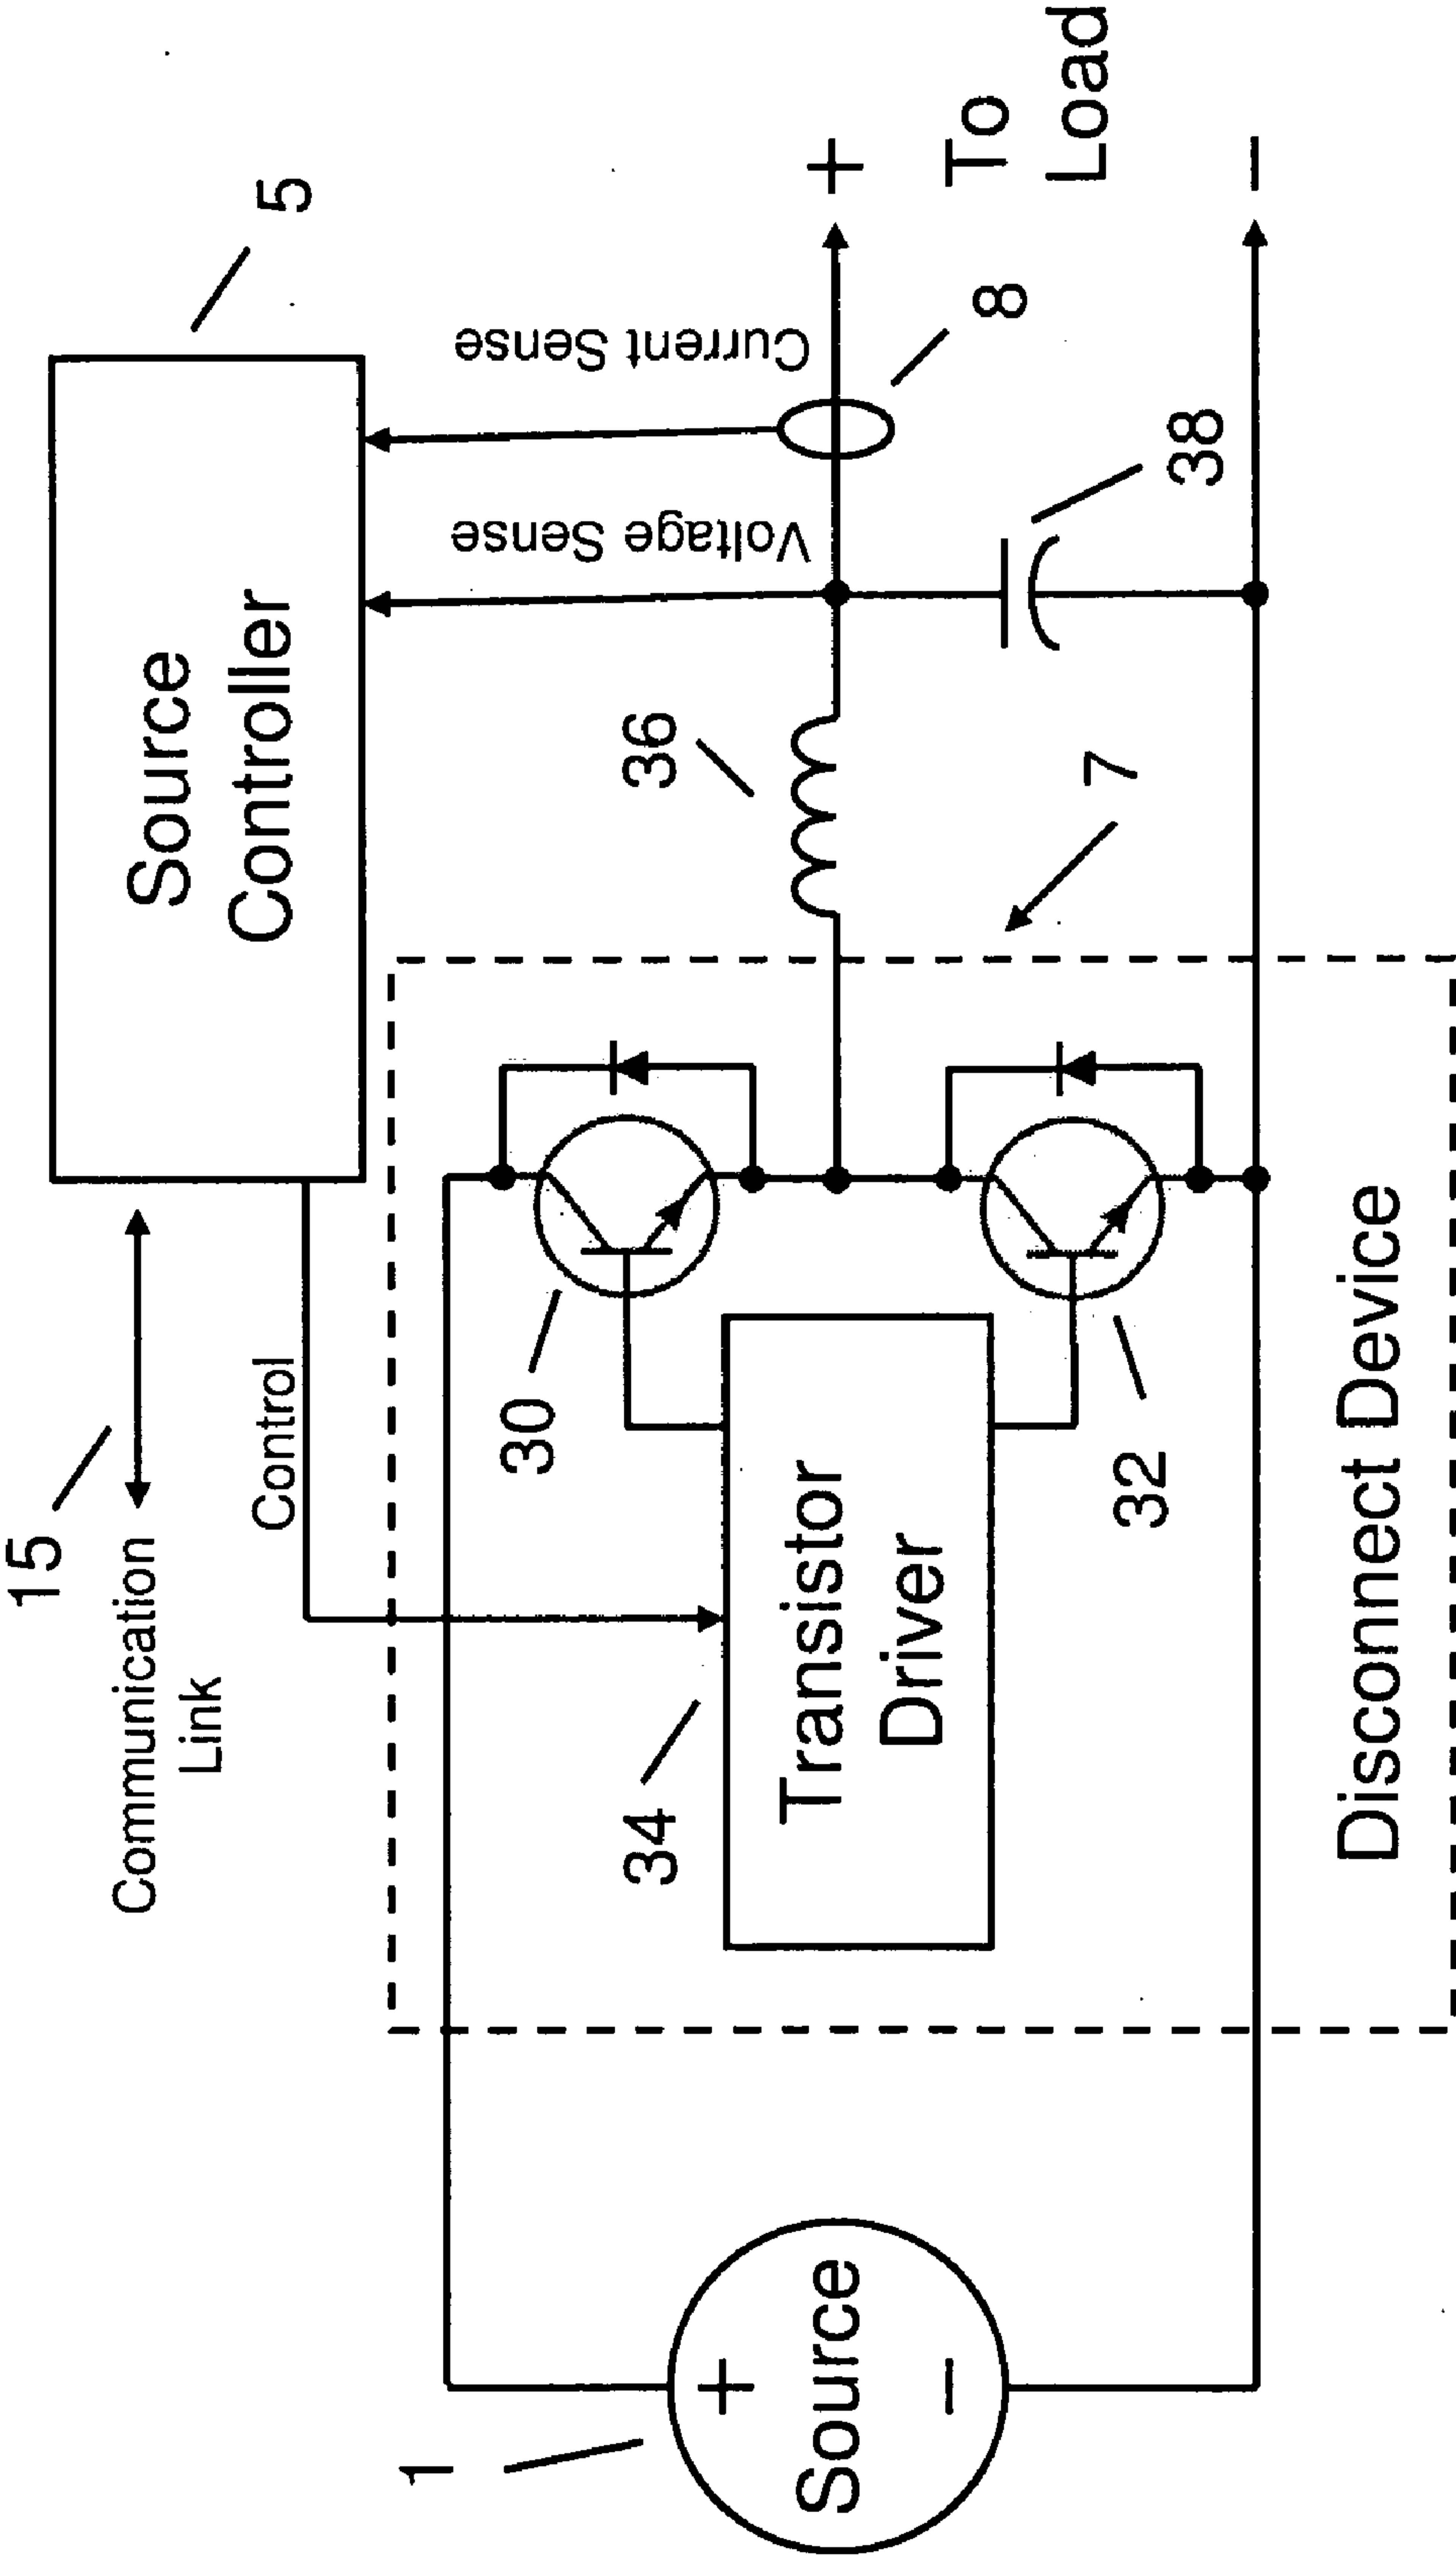 15
Communication
Link
Control
Source
Controller
5
Voltage Sense
Current Sense
34
Transistor
Driver
30
32
36
7
38
8
+
To
Load
−
1
+
Source
−
Disconnect Device